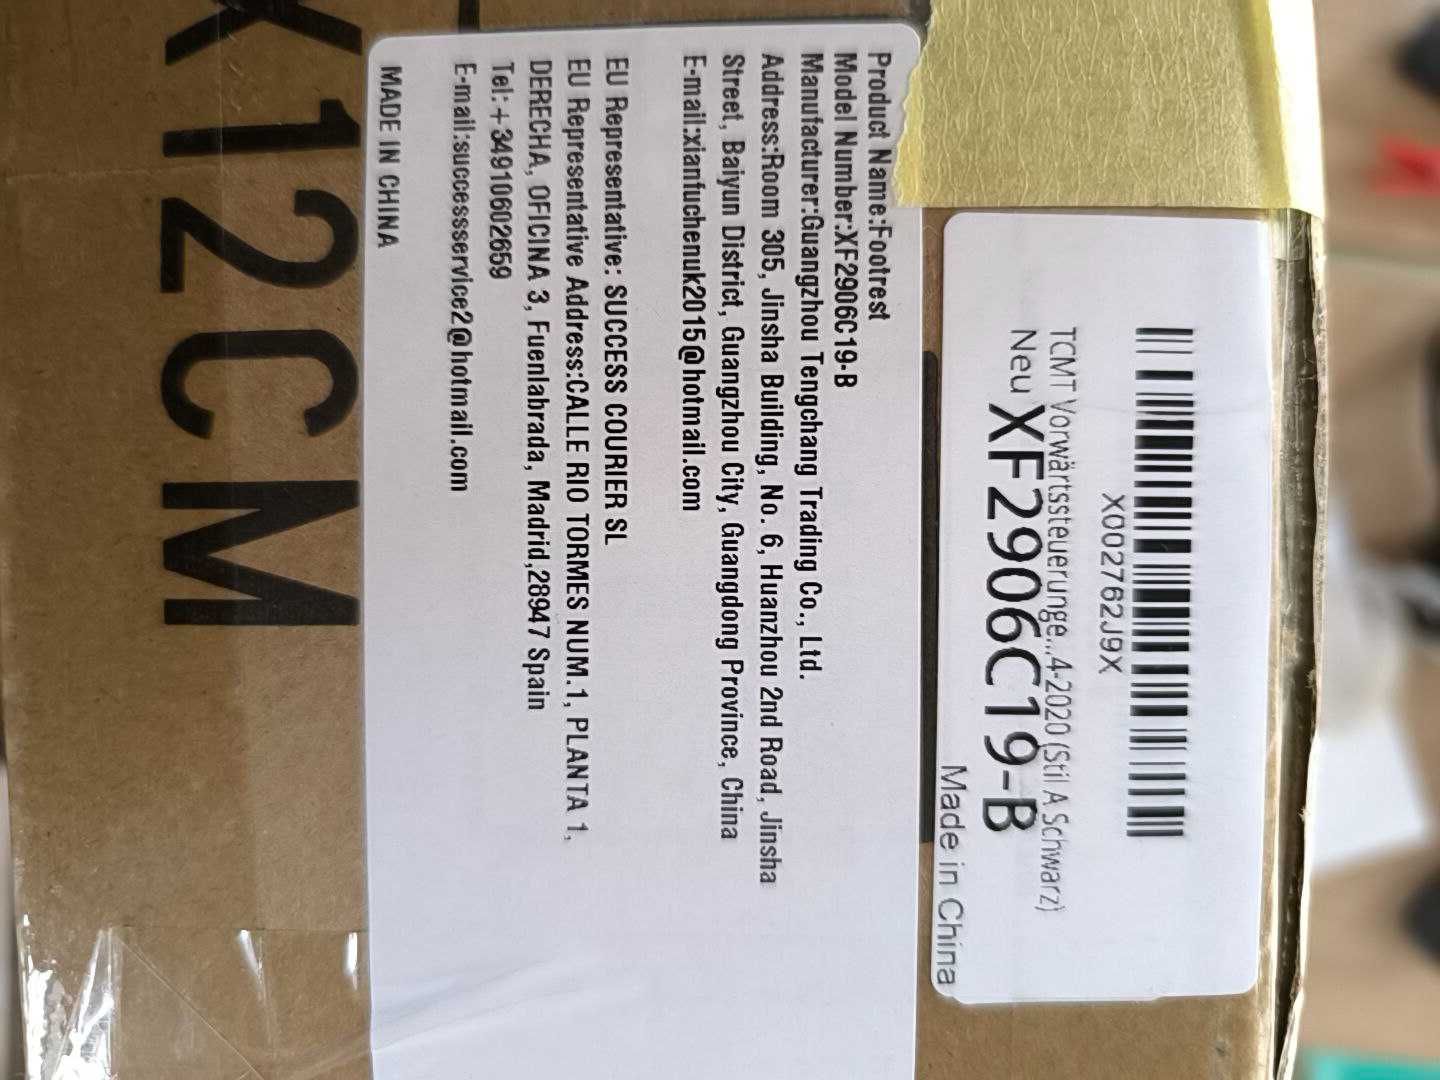 X002762J9X
TCMT Vorwärtssteuerunge...4-2020 (Stil A Schwarz)
Neu
XF2906C19-B
Made in China
Product Name:Footrest
Model Number:XF2906C19-B
Manufacturer:Guangzhou Tengchang Trading Co., Ltd.
Address:Room 305, Jinsha Building, No. 6, Huanzhou 2nd Road, Jinsha
Street, Baiyun District, Guangzhou City, Guangdong Province, China
E-mail:xianfuchenuk2015@hotmail.com
EU Representative: SUCCESS COURIER SL
EU Representative Address:CALLE RIO TORMES NUM.1, PLANTA 1,
DERECHA, OFICINA 3, Fuenlabrada, Madrid,28947 Spain
Tel:+34910602659
E-mail:successservice2@hotmail.com
MADE IN CHINA
X12CM